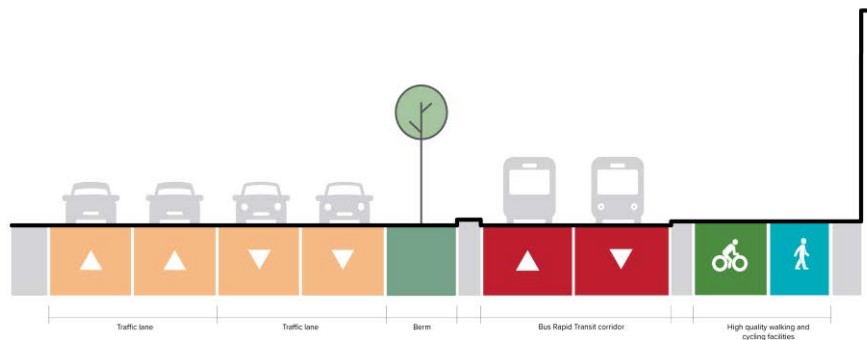 Traffic lane
Traffic lane
Berm
Bus Rapid Transit corridor
High quality walking and
cycling facilities